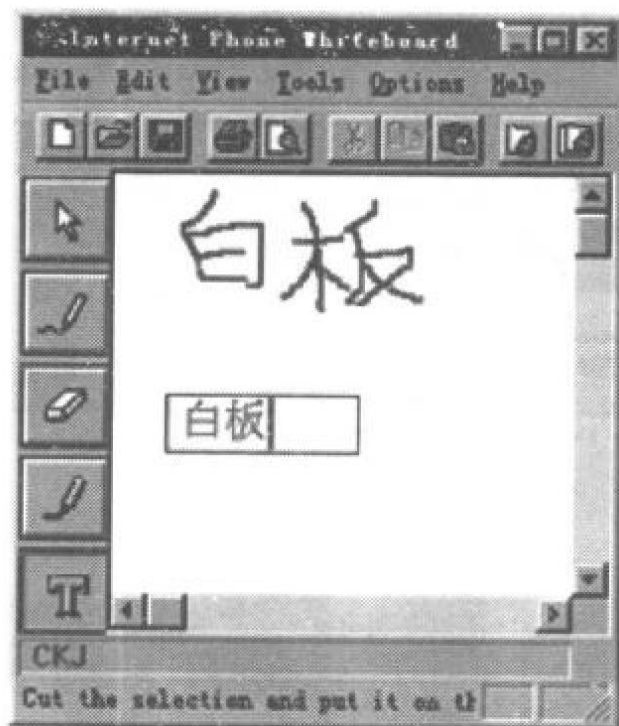 Internet Phone Whiteboard
File Edit View Tools Options Help
白板
白板
T
CKJ
Cut the selection and put it on th